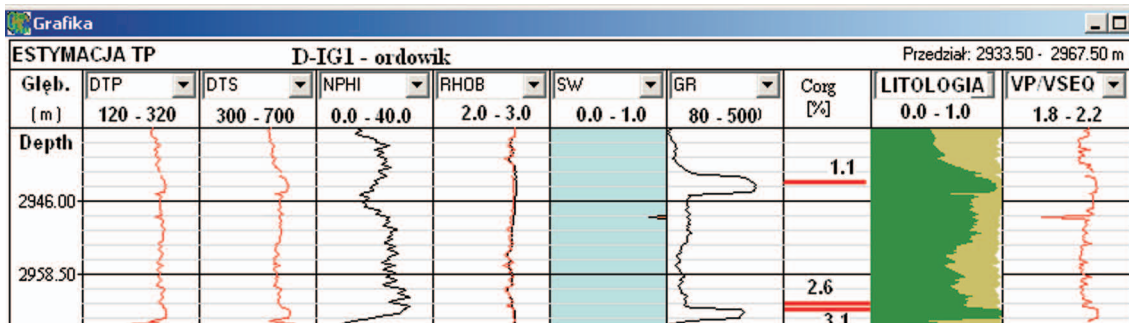 Grafika
ESTYMACJA TP D-IG1 - ordowik Przedział: 2933.50 - 2967.50 m
Głęb. DTP DTS NPHI RHOB SW GR Corg LITOLOGIA VP/VSEQ
(m) 120 - 320 300 - 700 0.0 - 40.0 2.0 - 3.0 0.0 - 1.0 80 - 500) [%] 0.0 - 1.0 1.8 - 2.2
Depth
1.1
2946.00
2958.50
2.6
3.1